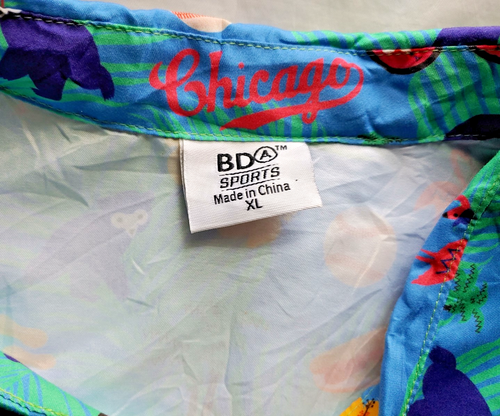 Chicago
BDA™
SPORTS
Made in China
XL